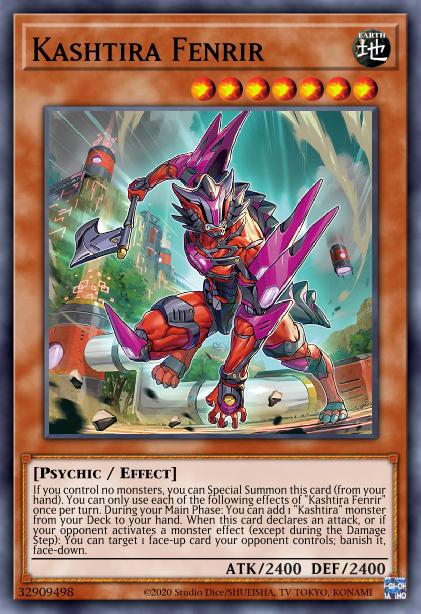 KASHTIRA FENRIR
EARTH
地
[PSYCHIC / EFFECT]
If you control no monsters, you can Special Summon this card (from your
hand). You can only use each of the following effects of "Kashtira Fenrir"
once per turn. During your Main Phase: You can add 1 "Kashtira"
monster from your Deck to your hand. When this card declares an attack, or if
your opponent activates a monster effect (except during the Damage
Step): You can target 1 face-up card your opponent controls; banish it,
face-down.
ATK/2400 DEF/2400
32909498
©2020 Studio Dice/SHUEISHA, TV TOKYO, KONAMI